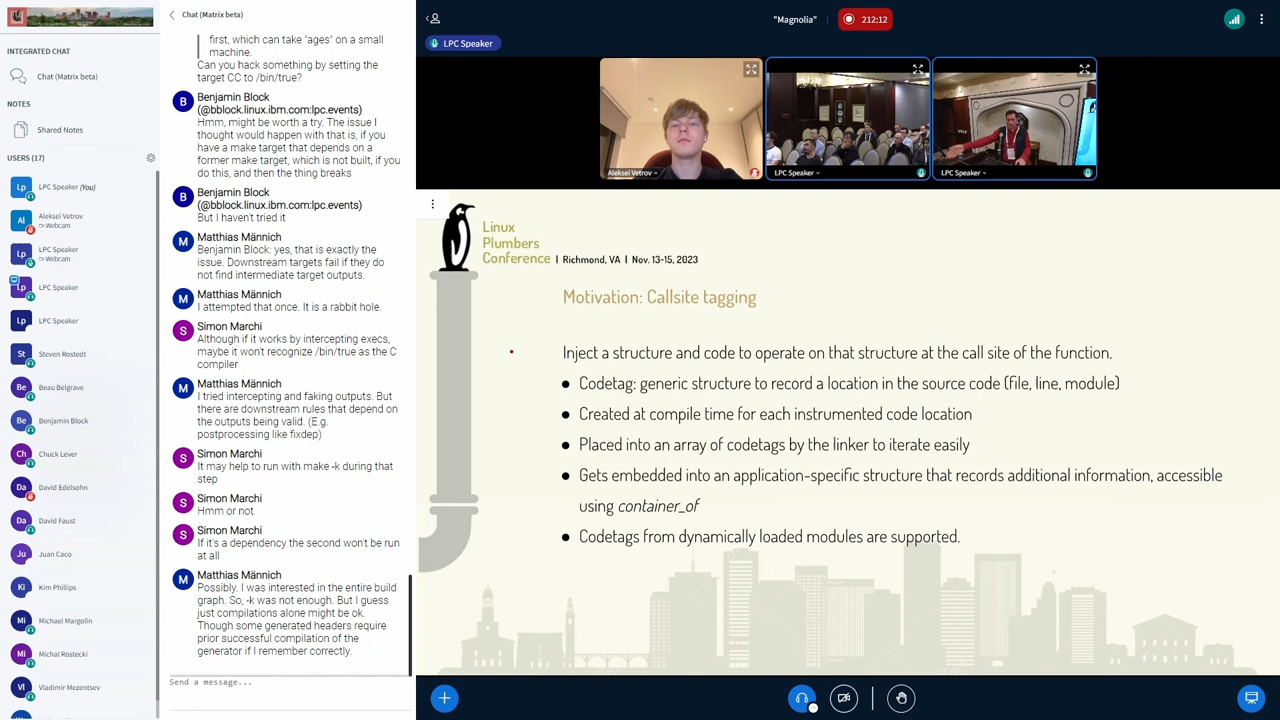 INTEGRATED CHAT
Chat (Matrix beta)
NOTES
Shared Notes
USERS (17)
Lp LPC Speaker (You)
Al Aleksei Vetrov
Webcam
Lp LPC Speaker
Webcam
Lp LPC Speaker
Lp LPC Speaker
St Steven Rostedt
Be Beau Belgrave
Be Benjamin Block
Ch Chuck Lever
Da David Edelsohn
Da David Faust
Ju Juan Caco
Ki Kim Phillips
Mi Michael Margolin
Mi Michal Rostecki
Vl Vladimir Mezentsev
Chat (Matrix beta)
first, which can take "ages" on a small
machine.
Can you hack something by setting the
target CC to /bin/true?
B Benjamin Block
(@bblock.linux.ibm.com:lpc.events)
Hmm, might be worth a try. The issue I
thought would happen with that is, if you
have a make target that depends on a
former make target, which is not built, if you
do this, and then the thing breaks
B Benjamin Block
(@bblock.linux.ibm.com:lpc.events)
But I haven't tried it
M Matthias Männich
Benjamin Block: yes, that is exactly the
issue. Downstream targets fail if they do
not find intermediate target outputs.
M Matthias Männich
I attempted that once. It is a rabbit hole.
S Simon Marchi
Although if it works by intercepting execs,
maybe it won't recognize /bin/true as the C
compiler
M Matthias Männich
I tried intercepting and faking outputs. But
there are downstream rules that depend on
the outputs being valid. (E.g.
postprocessing like fixdep)
S Simon Marchi
It may help to run with make -k during that
step
S Simon Marchi
Hmm or not
S Simon Marchi
If it's a dependency the second won't be run
at all
M Matthias Männich
Possibly. I was interested in the entire build
graph. So, -k was not enough. But I guess
just compilations alone might be ok.
Though some generated headers require
prior successful compilation of the
generator if I remember correctly.
Send a message...
"Magnolia"
212:12
LPC Speaker
Aleksei Vetrov
LPC Speaker
LPC Speaker
Linux
Plumbers
Conference | Richmond, VA | Nov. 13-15, 2023
Motivation: Callsite tagging
Inject a structure and code to operate on that structure at the call site of the function.
● Codetag: generic structure to record a location in the source code (file, line, module)
● Created at compile time for each instrumented code location
● Placed into an array of codetags by the linker to iterate easily
● Gets embedded into an application-specific structure that records additional information, accessible
using container_of
● Codetags from dynamically loaded modules are supported.